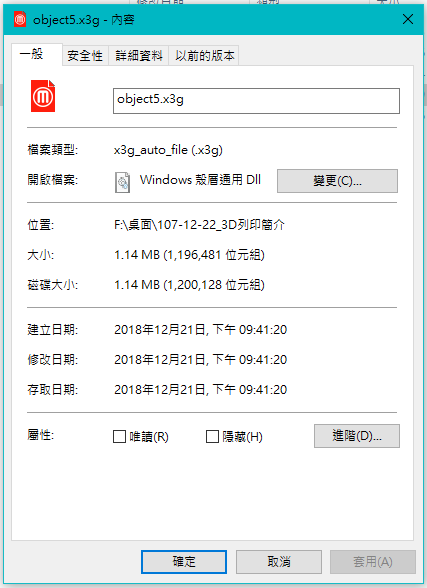 object5.x3g - 內容
一般
安全性
詳細資料
以前的版本
object5.x3g
檔案類型: x3g_auto_file (.x3g)
開啟檔案: Windows 殼層通用 Dll 變更(C)...
位置: F:\桌面\107-12-22_3D列印簡介
大小: 1.14 MB (1,196,481 位元組)
磁碟大小: 1.14 MB (1,200,128 位元組)
建立日期: 2018年12月21日, 下午 09:41:20
修改日期: 2018年12月21日, 下午 09:41:20
存取日期: 2018年12月21日, 下午 09:41:20
屬性: 唯讀(R) 隱藏(H) 進階(D)...
確定 取消 套用(A)